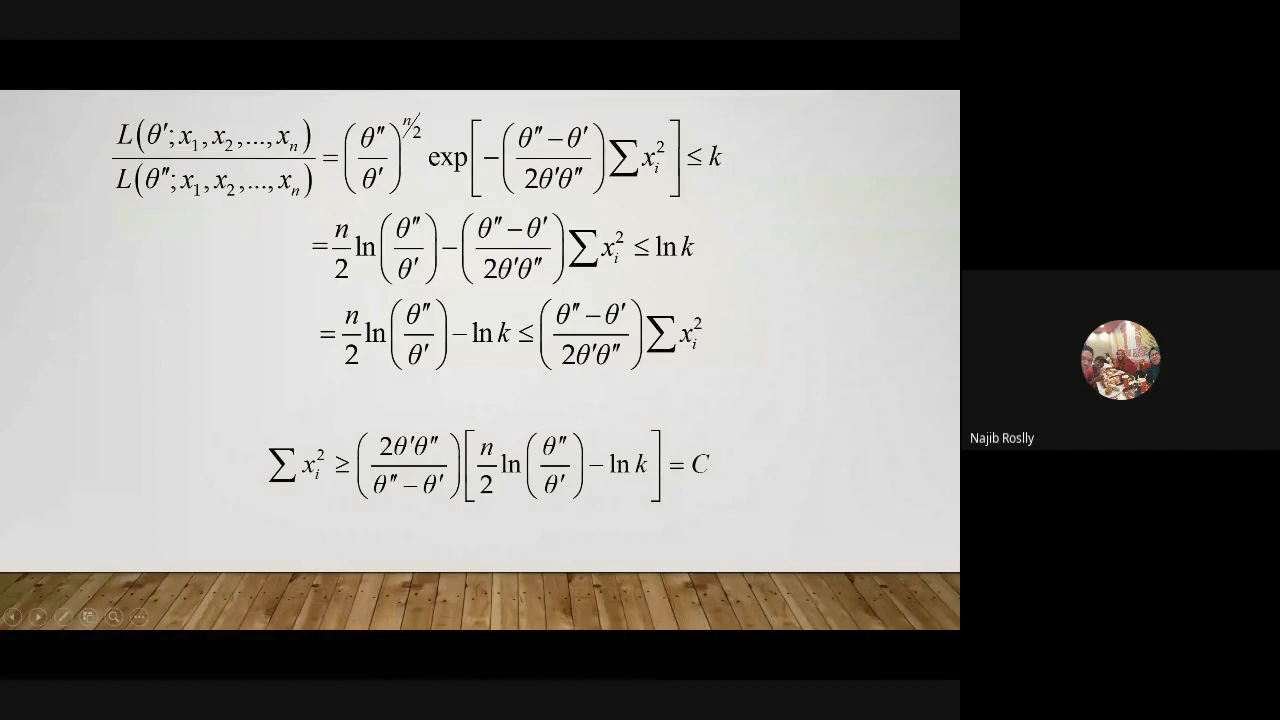 L(θ′; x₁, x₂, ..., xₙ) / L(θ″; x₁, x₂, ..., xₙ) = (θ″/θ′)^(n/2) exp[−((θ″ − θ′)/(2θ′θ″)) ∑ xᵢ²] ≤ k
= n/2 ln(θ″/θ′) − ((θ″ − θ′)/(2θ′θ″)) ∑ xᵢ² ≤ ln k
= n/2 ln(θ″/θ′) − ln k ≤ ((θ″ − θ′)/(2θ′θ″)) ∑ xᵢ²
∑ xᵢ² ≥ (2θ′θ″/(θ″ − θ′)) [n/2 ln(θ″/θ′) − ln k] = C
Najib Roslly